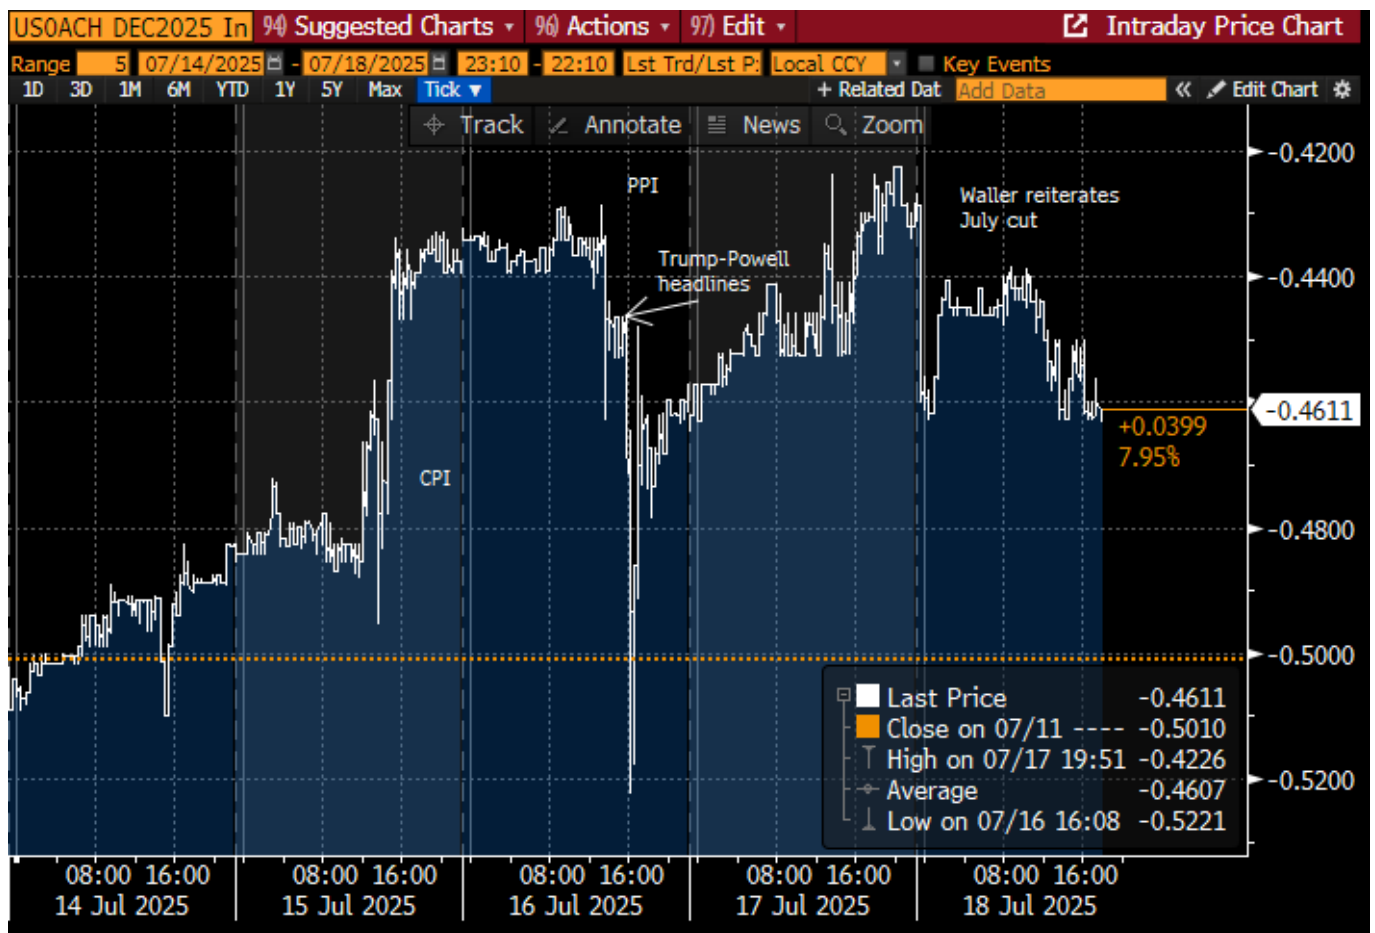 US0ACH DEC2025 In 94) Suggested Charts 96) Actions 97) Edit Intraday Price Chart
Range 5 07/14/2025 - 07/18/2025 23:10 - 22:10 Lst Trd/Lst P: Local CCY Key Events
1D 3D 1M 6M YTD 1Y 5Y Max Tick ▼ + Related Dat Add Data « Edit Chart
Track Annotate News Zoom
-0.4200
PPI
Waller reiterates
July cut
Trump-Powell
headlines
-0.4400
-0.4611
+0.0399
7.95%
CPI
-0.4800
-0.5000
Last Price -0.4611
Close on 07/11 ---- -0.5010
High on 07/17 19:51 -0.4226
Average -0.4607
Low on 07/16 16:08 -0.5221
-0.5200
08:00 16:00 08:00 16:00 08:00 16:00 08:00 16:00 08:00 16:00
14 Jul 2025 15 Jul 2025 16 Jul 2025 17 Jul 2025 18 Jul 2025